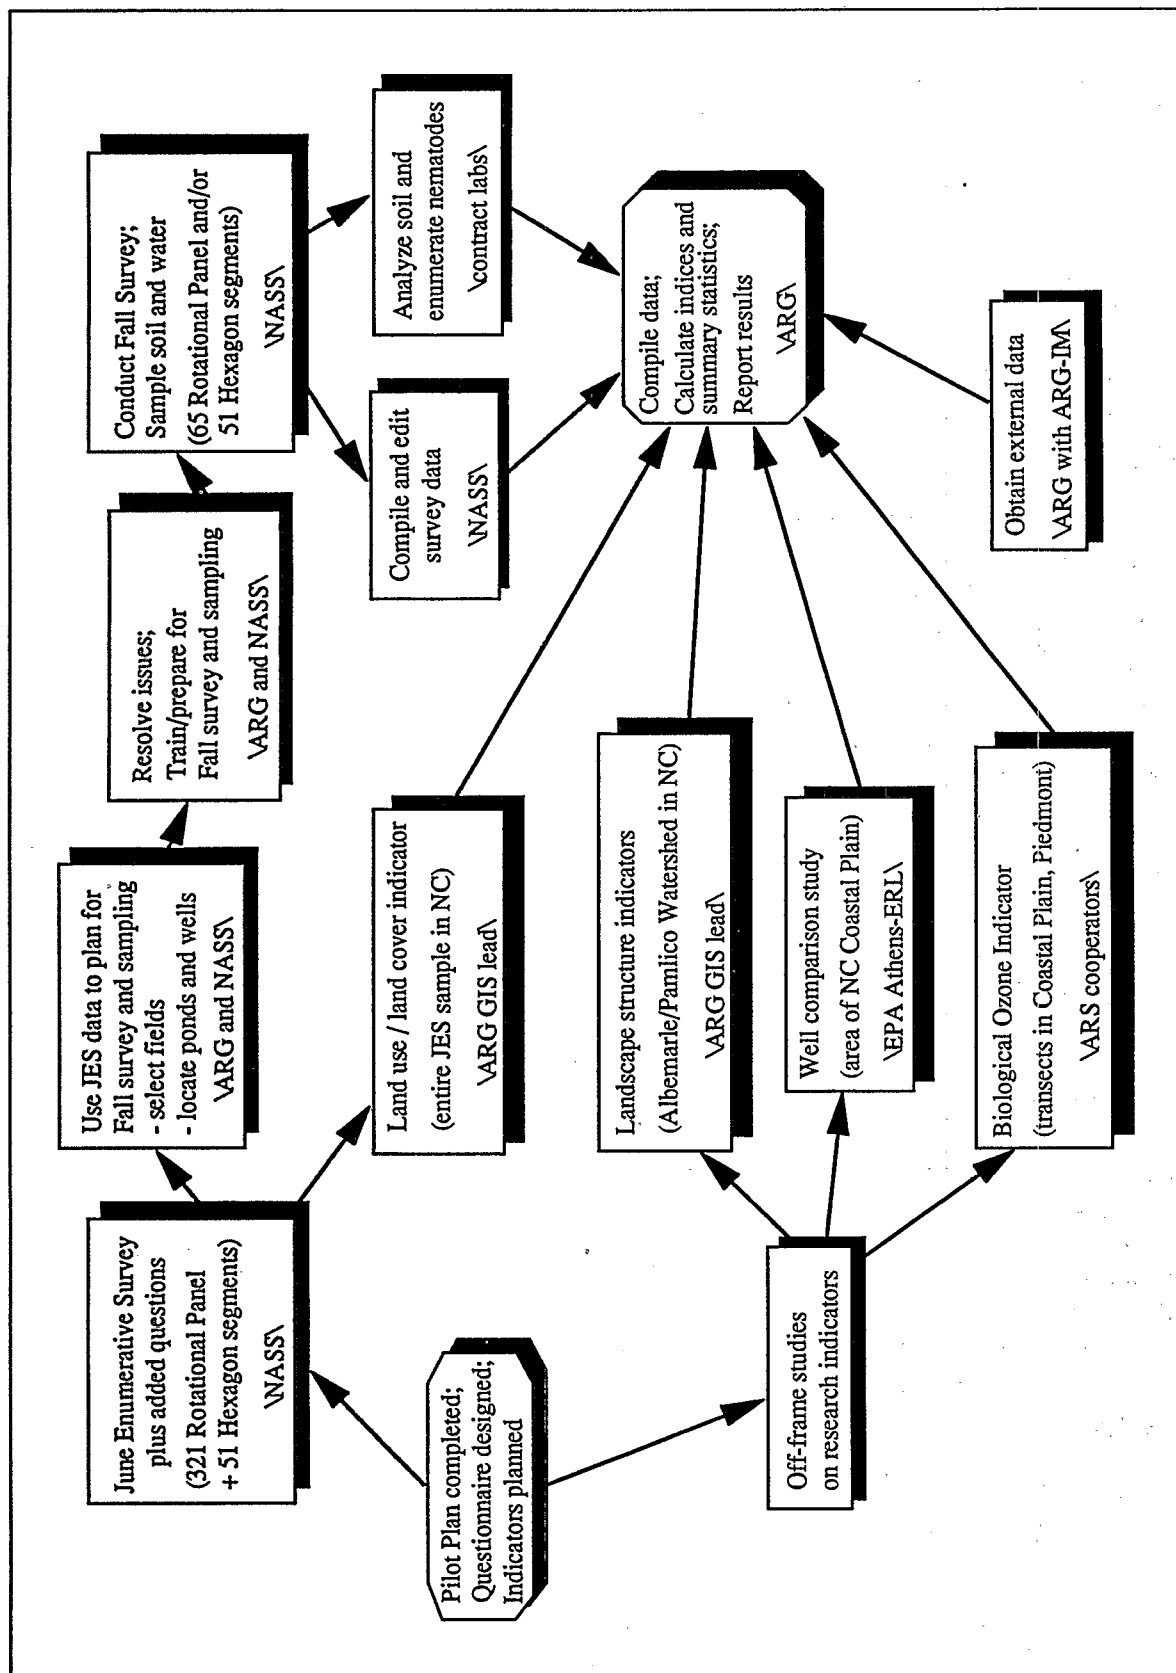 Pilot Plan completed;
Questionnaire designed;
Indicators planned
June Enumerative Survey
plus added questions
(321 Rotational Panel
+ 51 Hexagon segments)
\NASS\
Use JES data to plan for
Fall survey and sampling
- select fields
- locate ponds and wells
\ARG and NASS\
Resolve issues;
Train/prepare for
Fall survey and sampling
\ARG and NASS\
Conduct Fall Survey;
Sample soil and water
(65 Rotational Panel and/or
51 Hexagon segments)
\NASS\
Land use / land cover indicator
(entire JES sample in NC)
\ARG GIS lead\
Compile and edit
survey data
\NASS\
Analyze soil and
enumerate nematodes
\contract labs\
Off-frame studies
on research indicators
Landscape structure indicators
(Albemarle/Pamlico Watershed in NC)
\ARG GIS lead\
Well comparison study
(area of NC Coastal Plain)
\EPA Athens-ERL\
Biological Ozone Indicator
(transects in Coastal Plain, Piedmont)
\ARS cooperators\
Compile data;
Calculate indices and
summary statistics;
Report results
\ARG\
Obtain external data
\ARG with ARG-IM\